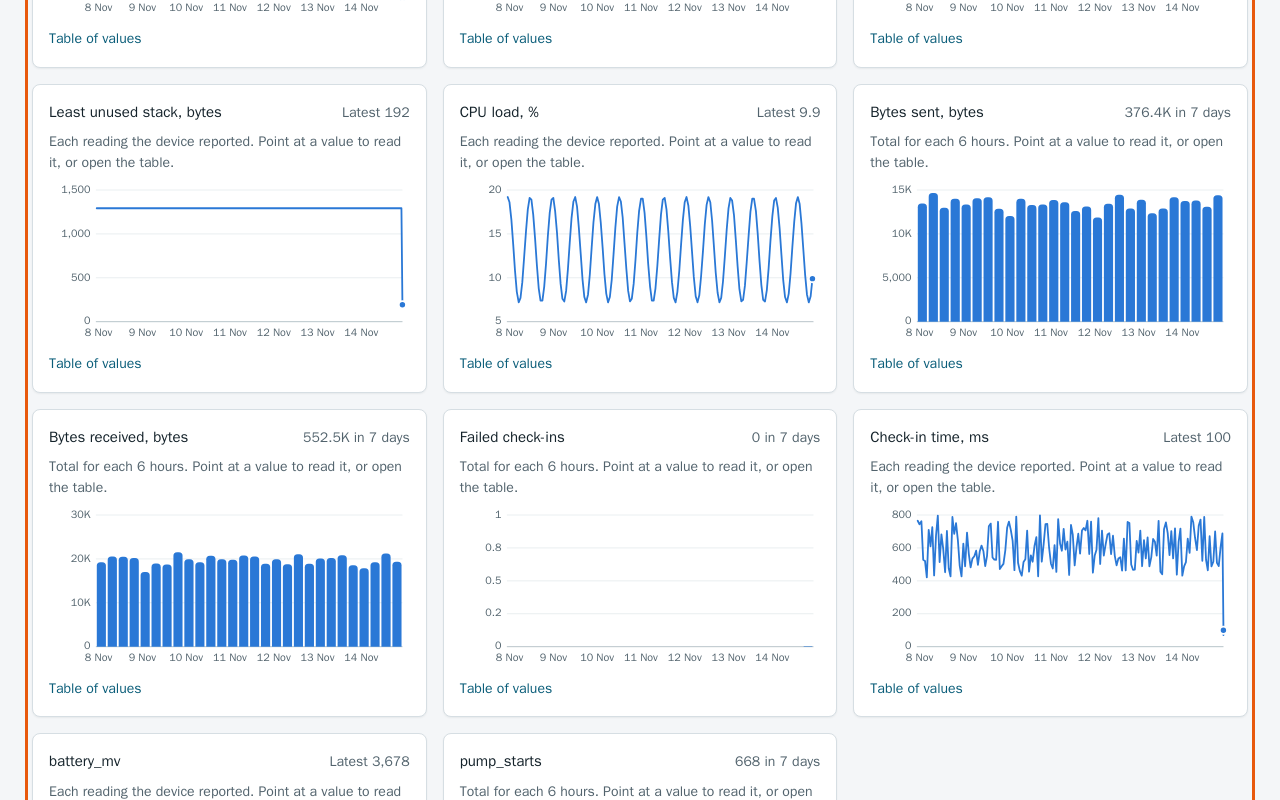 8 Nov 9 Nov 10 Nov 11 Nov 12 Nov 13 Nov 14 Nov
8 Nov 9 Nov 10 Nov 11 Nov 12 Nov 13 Nov 14 Nov
8 Nov 9 Nov 10 Nov 11 Nov 12 Nov 13 Nov 14 Nov
Table of values
Table of values
Table of values
Least unused stack, bytes
Latest 192
Each reading the device reported. Point at a value to read
it, or open the table.
1,500
1,000
500
0
8 Nov 9 Nov 10 Nov 11 Nov 12 Nov 13 Nov 14 Nov
Table of values
CPU load, %
Latest 9.9
Each reading the device reported. Point at a value to read
it, or open the table.
20
15
10
5
8 Nov 9 Nov 10 Nov 11 Nov 12 Nov 13 Nov 14 Nov
Table of values
Bytes sent, bytes
376.4K in 7 days
Total for each 6 hours. Point at a value to read it, or open
the table.
15K
10K
5,000
0
8 Nov 9 Nov 10 Nov 11 Nov 12 Nov 13 Nov 14 Nov
Table of values
Bytes received, bytes
552.5K in 7 days
Total for each 6 hours. Point at a value to read it, or open
the table.
30K
20K
10K
0
8 Nov 9 Nov 10 Nov 11 Nov 12 Nov 13 Nov 14 Nov
Table of values
Failed check-ins
0 in 7 days
Total for each 6 hours. Point at a value to read it, or open
the table.
1
0.8
0.5
0.2
0
8 Nov 9 Nov 10 Nov 11 Nov 12 Nov 13 Nov 14 Nov
Table of values
Check-in time, ms
Latest 100
Each reading the device reported. Point at a value to read
it, or open the table.
800
600
400
200
0
8 Nov 9 Nov 10 Nov 11 Nov 12 Nov 13 Nov 14 Nov
Table of values
battery_mv
Latest 3,678
Each reading the device reported. Point at a value to read
pump_starts
668 in 7 days
Total for each 6 hours. Point at a value to read it, or open